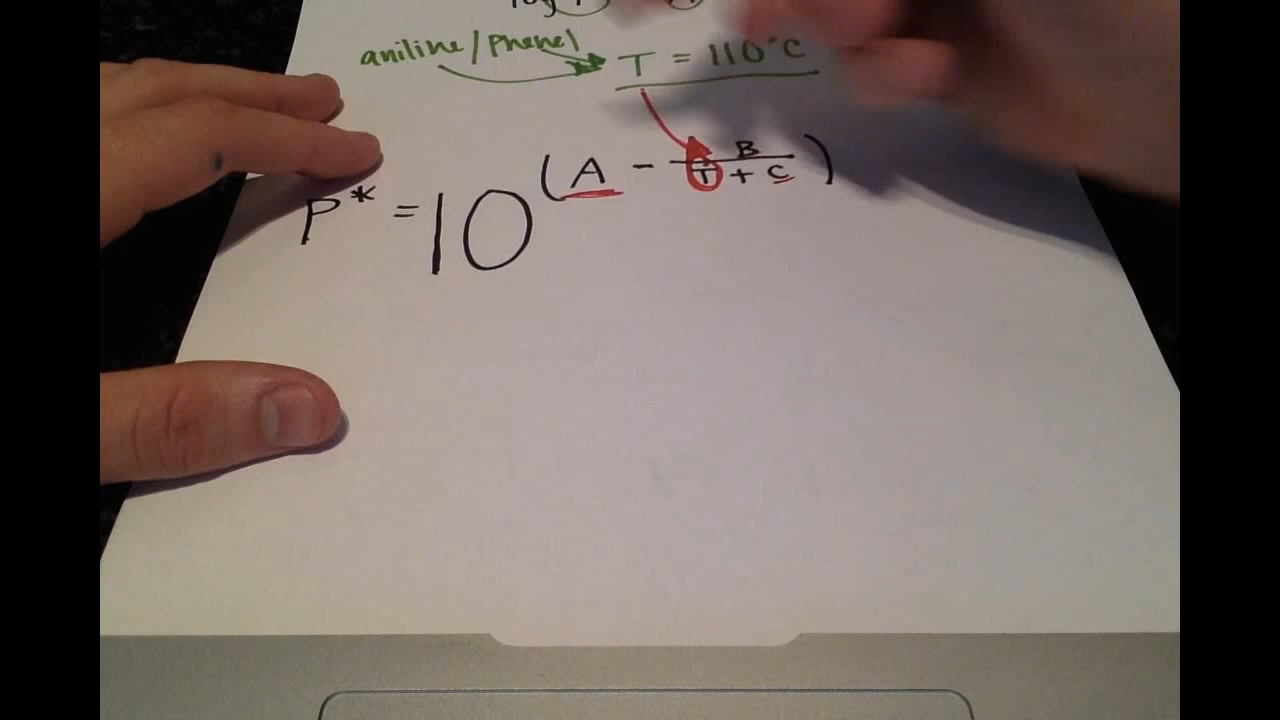 aniline/Phenol
T = 110°C
P* = 10^(A - B/(T + C))